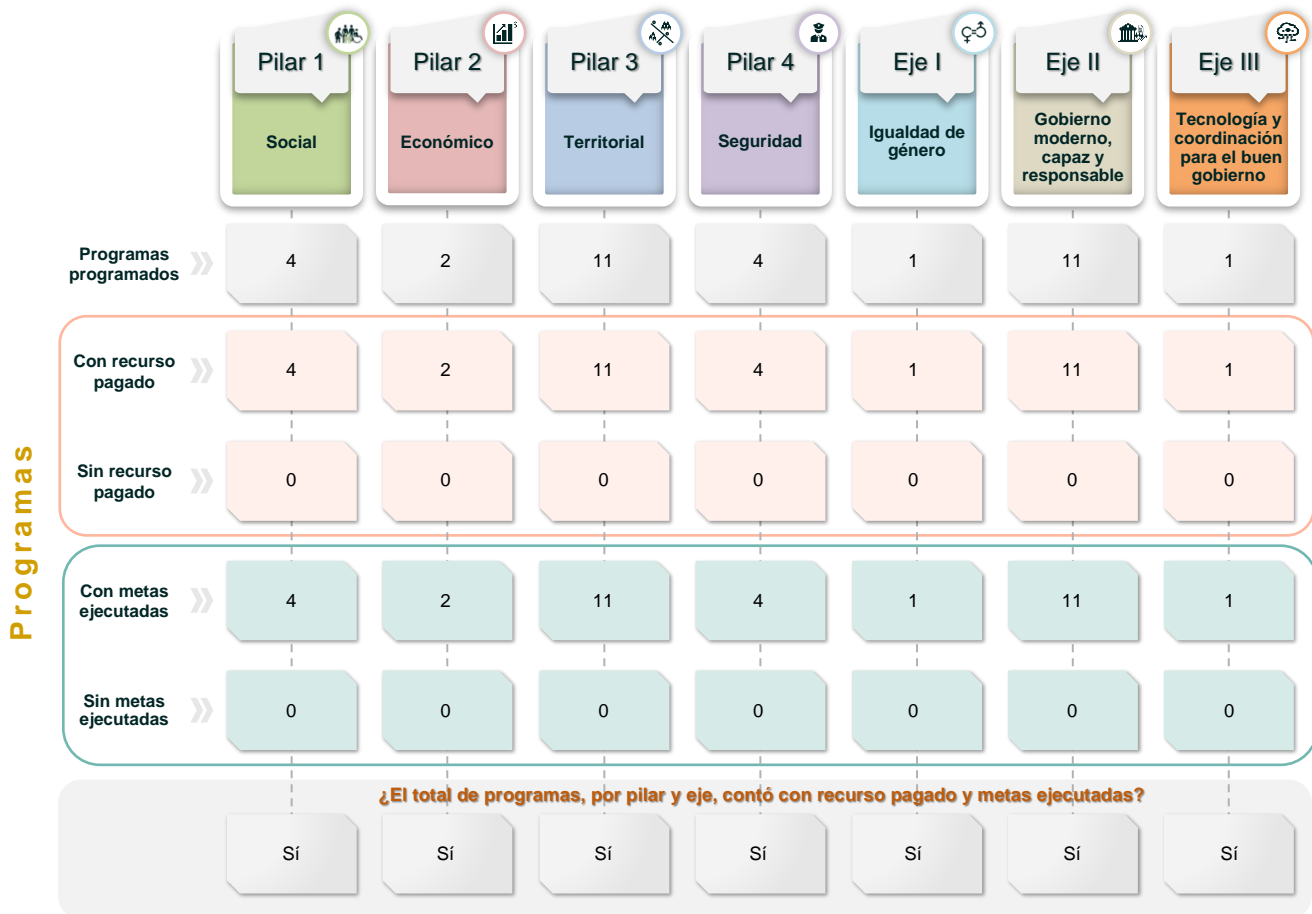 Pilar 1
Pilar 2
Pilar 3
Pilar 4
Eje I
Eje II
Eje III
Social
Económico
Territorial
Seguridad
Igualdad de
género
Gobierno
moderno,
capaz y
responsable
Tecnología y
coordinación
para el buen
gobierno
Programas
Programas
programados
4
2
11
4
1
11
1
Con recurso
pagado
4
2
11
4
1
11
1
Sin recurso
pagado
0
0
0
0
0
0
0
Con metas
ejecutadas
4
2
11
4
1
11
1
Sin metas
ejecutadas
0
0
0
0
0
0
0
¿El total de programas, por pilar y eje, contó con recurso pagado y metas ejecutadas?
Sí
Sí
Sí
Sí
Sí
Sí
Sí